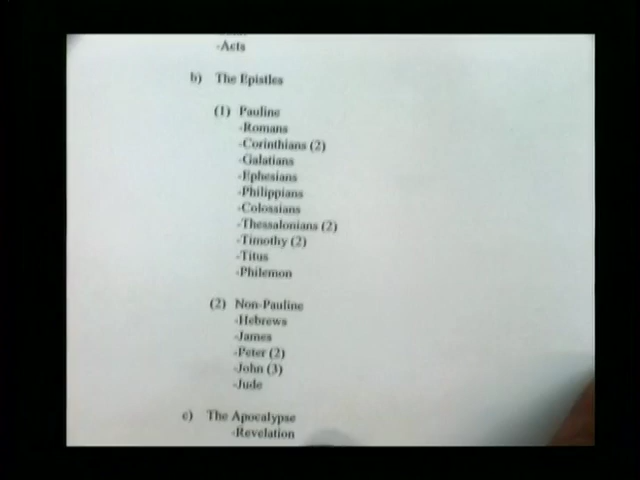 -Acts
b) The Epistles
(1) Pauline
-Romans
-Corinthians (2)
-Galatians
-Ephesians
-Philippians
-Colossians
-Thessalonians (2)
-Timothy (2)
-Titus
-Philemon
(2) Non-Pauline
-Hebrews
-James
-Peter (2)
-John (3)
-Jude
c) The Apocalypse
-Revelation